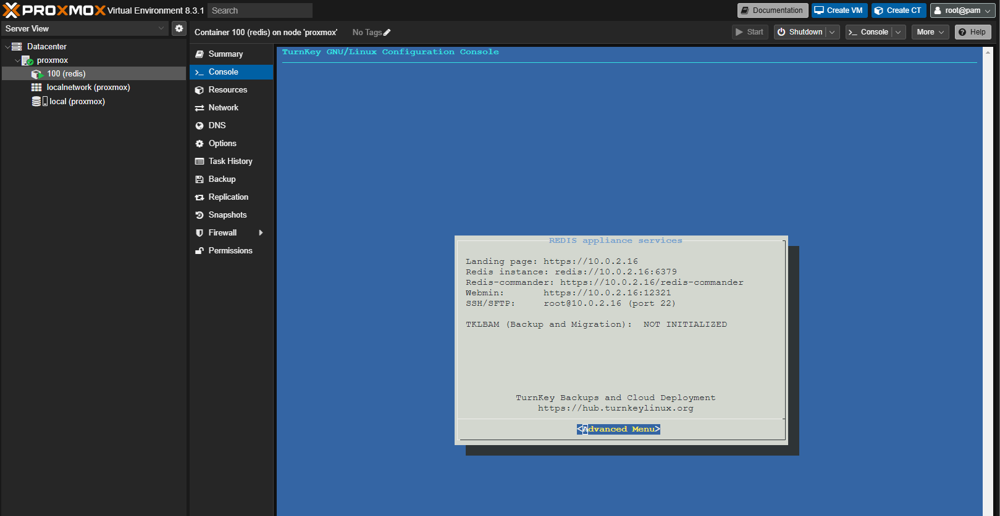 PROXMOX Virtual Environment 8.3.1 Search Documentation Create VM Create CT root@pam
Server View
Container 100 (redis) on node 'proxmox' No Tags Start Shutdown Console More Help
Datacenter
proxmox
100 (redis)
localnetwork (proxmox)
local (proxmox)
Summary
Console
Resources
Network
DNS
Options
Task History
Backup
Replication
Snapshots
Firewall
Permissions
TurnKey GNU/Linux Configuration Console
REDIS appliance services
Landing page: https://10.0.2.16
Redis instance: redis://10.0.2.16:6379
Redis-commander: https://10.0.2.16/redis-commander
Webmin: https://10.0.2.16:12321
SSH/SFTP: root@10.0.2.16 (port 22)
TKLBAM (Backup and Migration): NOT INITIALIZED
TurnKey Backups and Cloud Deployment
https://hub.turnkeylinux.org
<Advanced Menu>